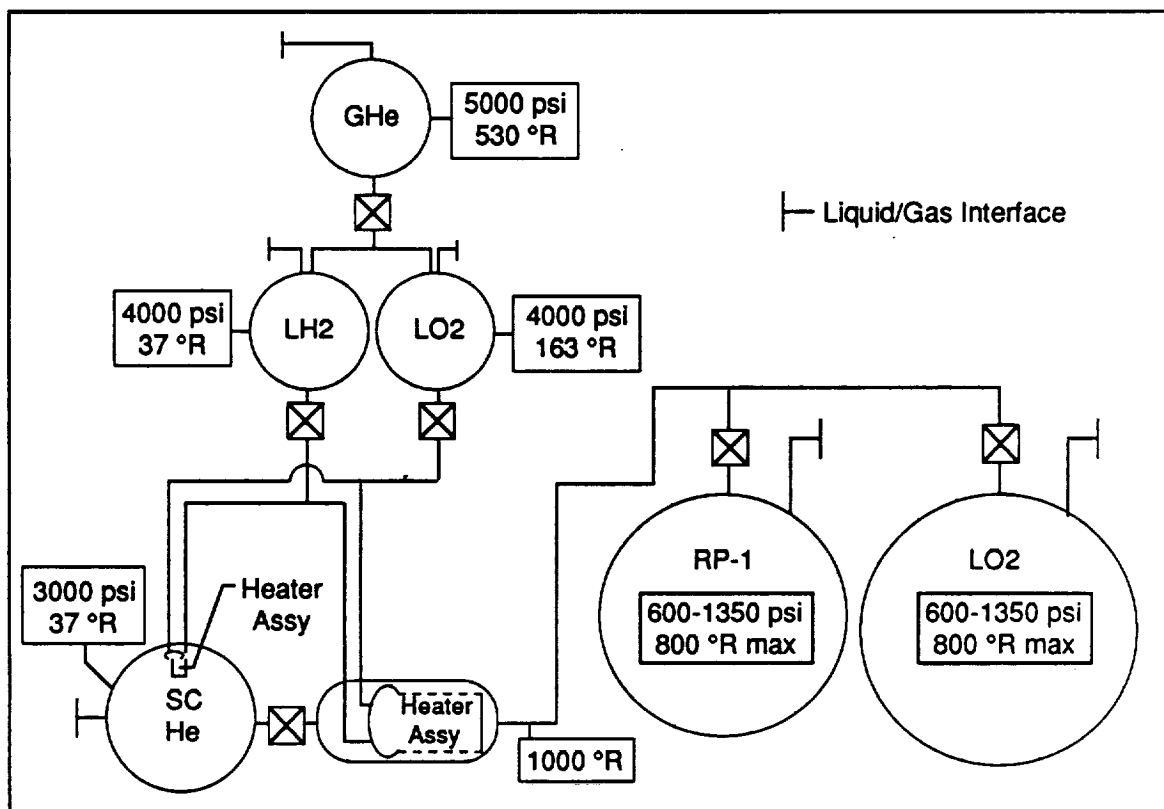 GHe
5000 psi
530 °R
Liquid/Gas Interface
4000 psi
37 °R
LH2
LO2
4000 psi
163 °R
3000 psi
37 °R
Heater
Assy
SC
He
Heater
Assy
1000 °R
RP-1
600-1350 psi
800 °R max
LO2
600-1350 psi
800 °R max